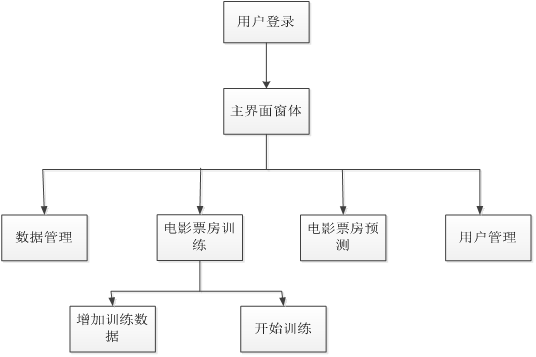 用户登录
主界面窗体
数据管理
电影票房训
练
电影票房预
测
用户管理
增加训练数
据
开始训练